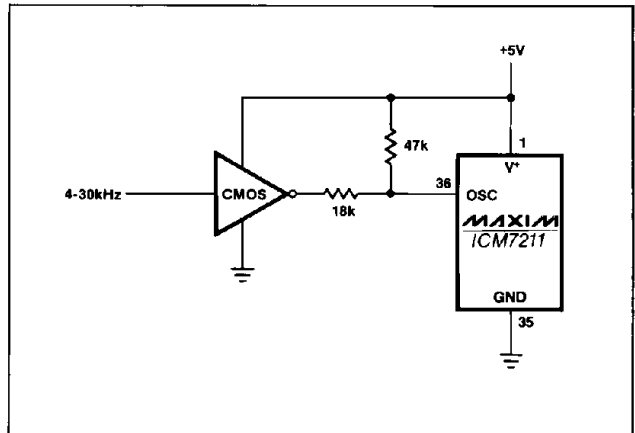 +5V
47k
1
V+
4-30kHz
CMOS
18k
36
OSC
MAXIM
ICM7211
GND
35